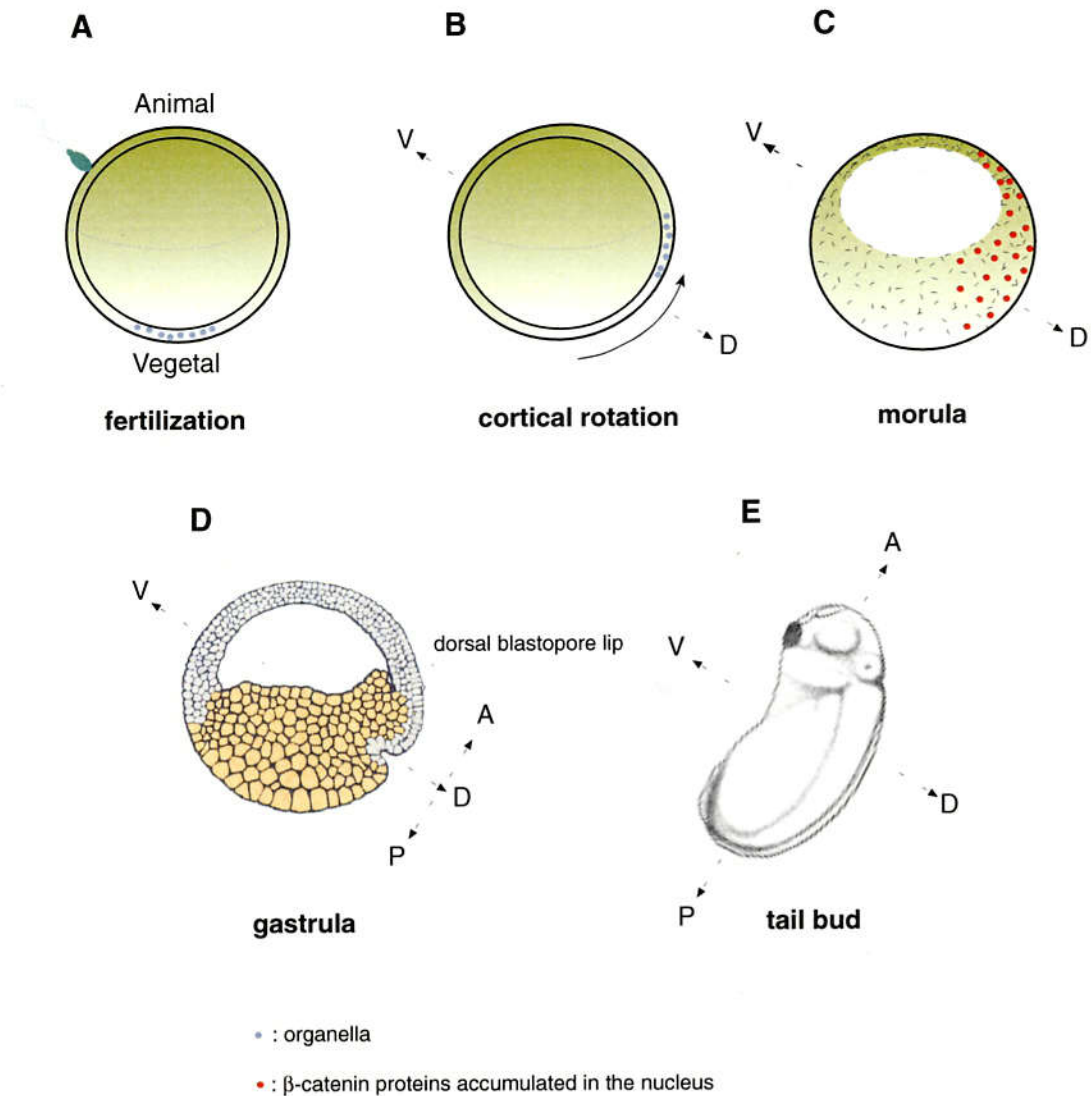 A
Animal
Vegetal
fertilization
B
V
D
cortical rotation
C
V
D
morula
D
V
dorsal blastopore lip
A
D
P
gastrula
E
A
V
D
P
tail bud
: organella
: β-catenin proteins accumulated in the nucleus